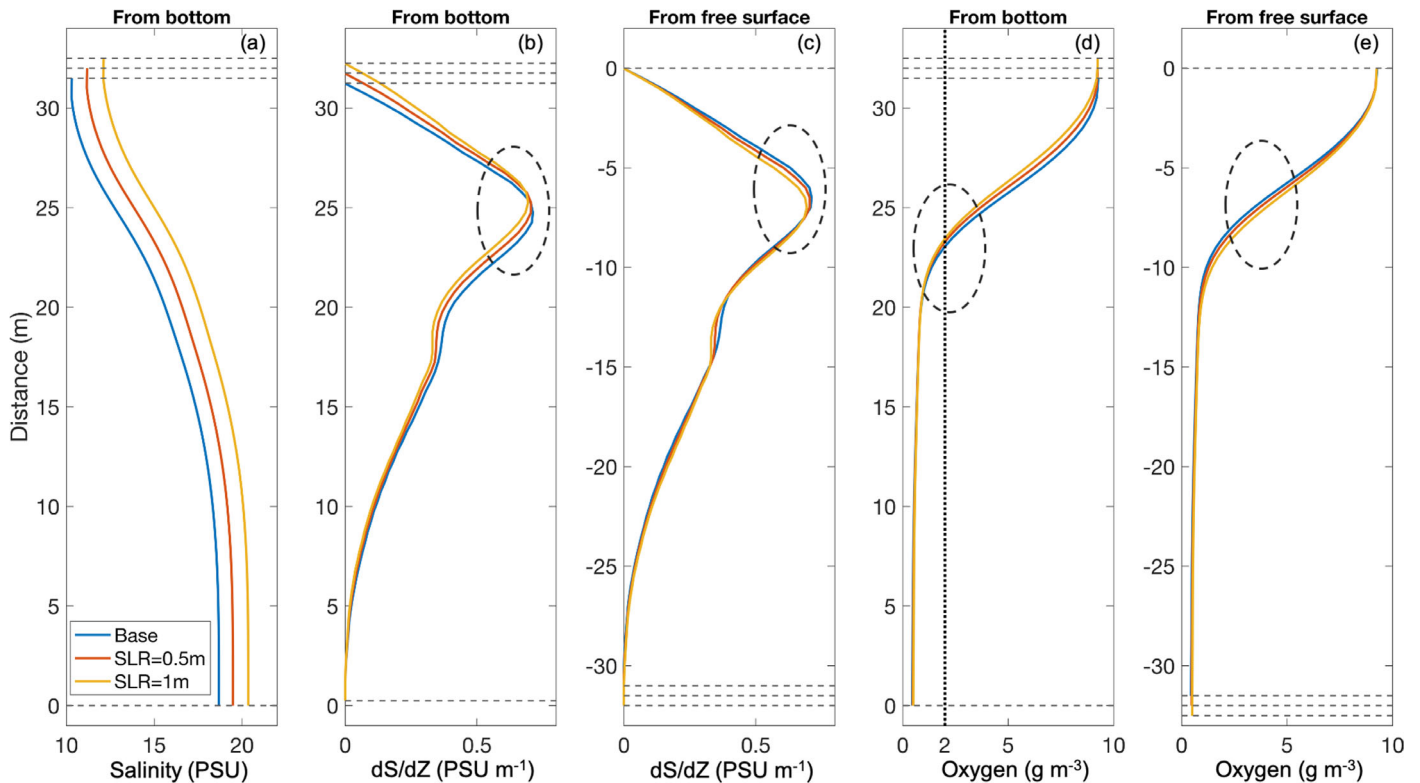 From bottom
From bottom
From free surface
From bottom
From free surface
(a)
(b)
(c)
(d)
(e)
Distance (m)
30
25
20
15
10
5
0
Base
SLR=0.5m
SLR=1m
10 15 20
Salinity (PSU)
30
25
20
15
10
5
0
0 0.5
dS/dZ (PSU m⁻¹)
0
-5
-10
-15
-20
-25
-30
0 0.5
dS/dZ (PSU m⁻¹)
30
25
20
15
10
5
0
0 2 5 10
Oxygen (g m⁻³)
0
-5
-10
-15
-20
-25
-30
0 5 10
Oxygen (g m⁻³)